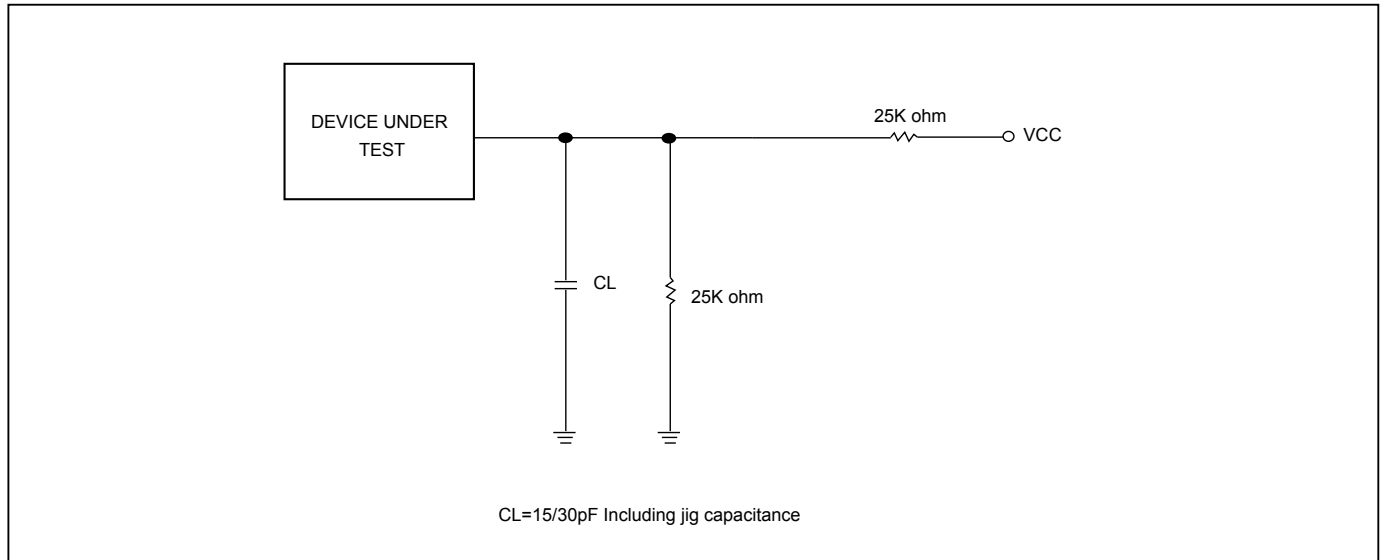 DEVICE UNDER
TEST
25K ohm
VCC
CL
25K ohm
CL=15/30pF Including jig capacitance